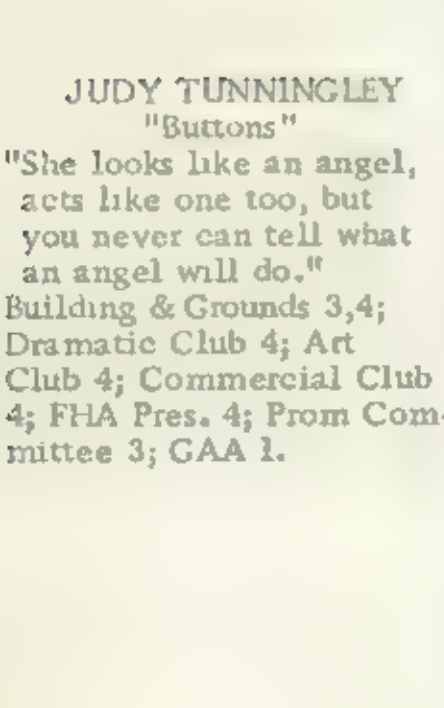 JUDY TUNNINGLEY
"Buttons"
"She looks like an angel,
acts like one too, but
you never can tell what
an angel will do."
Building & Grounds 3,4;
Dramatic Club 4; Art
Club 4; Commercial Club
4; FHA Pres. 4; Prom Com-
mittee 3; GAA 1.